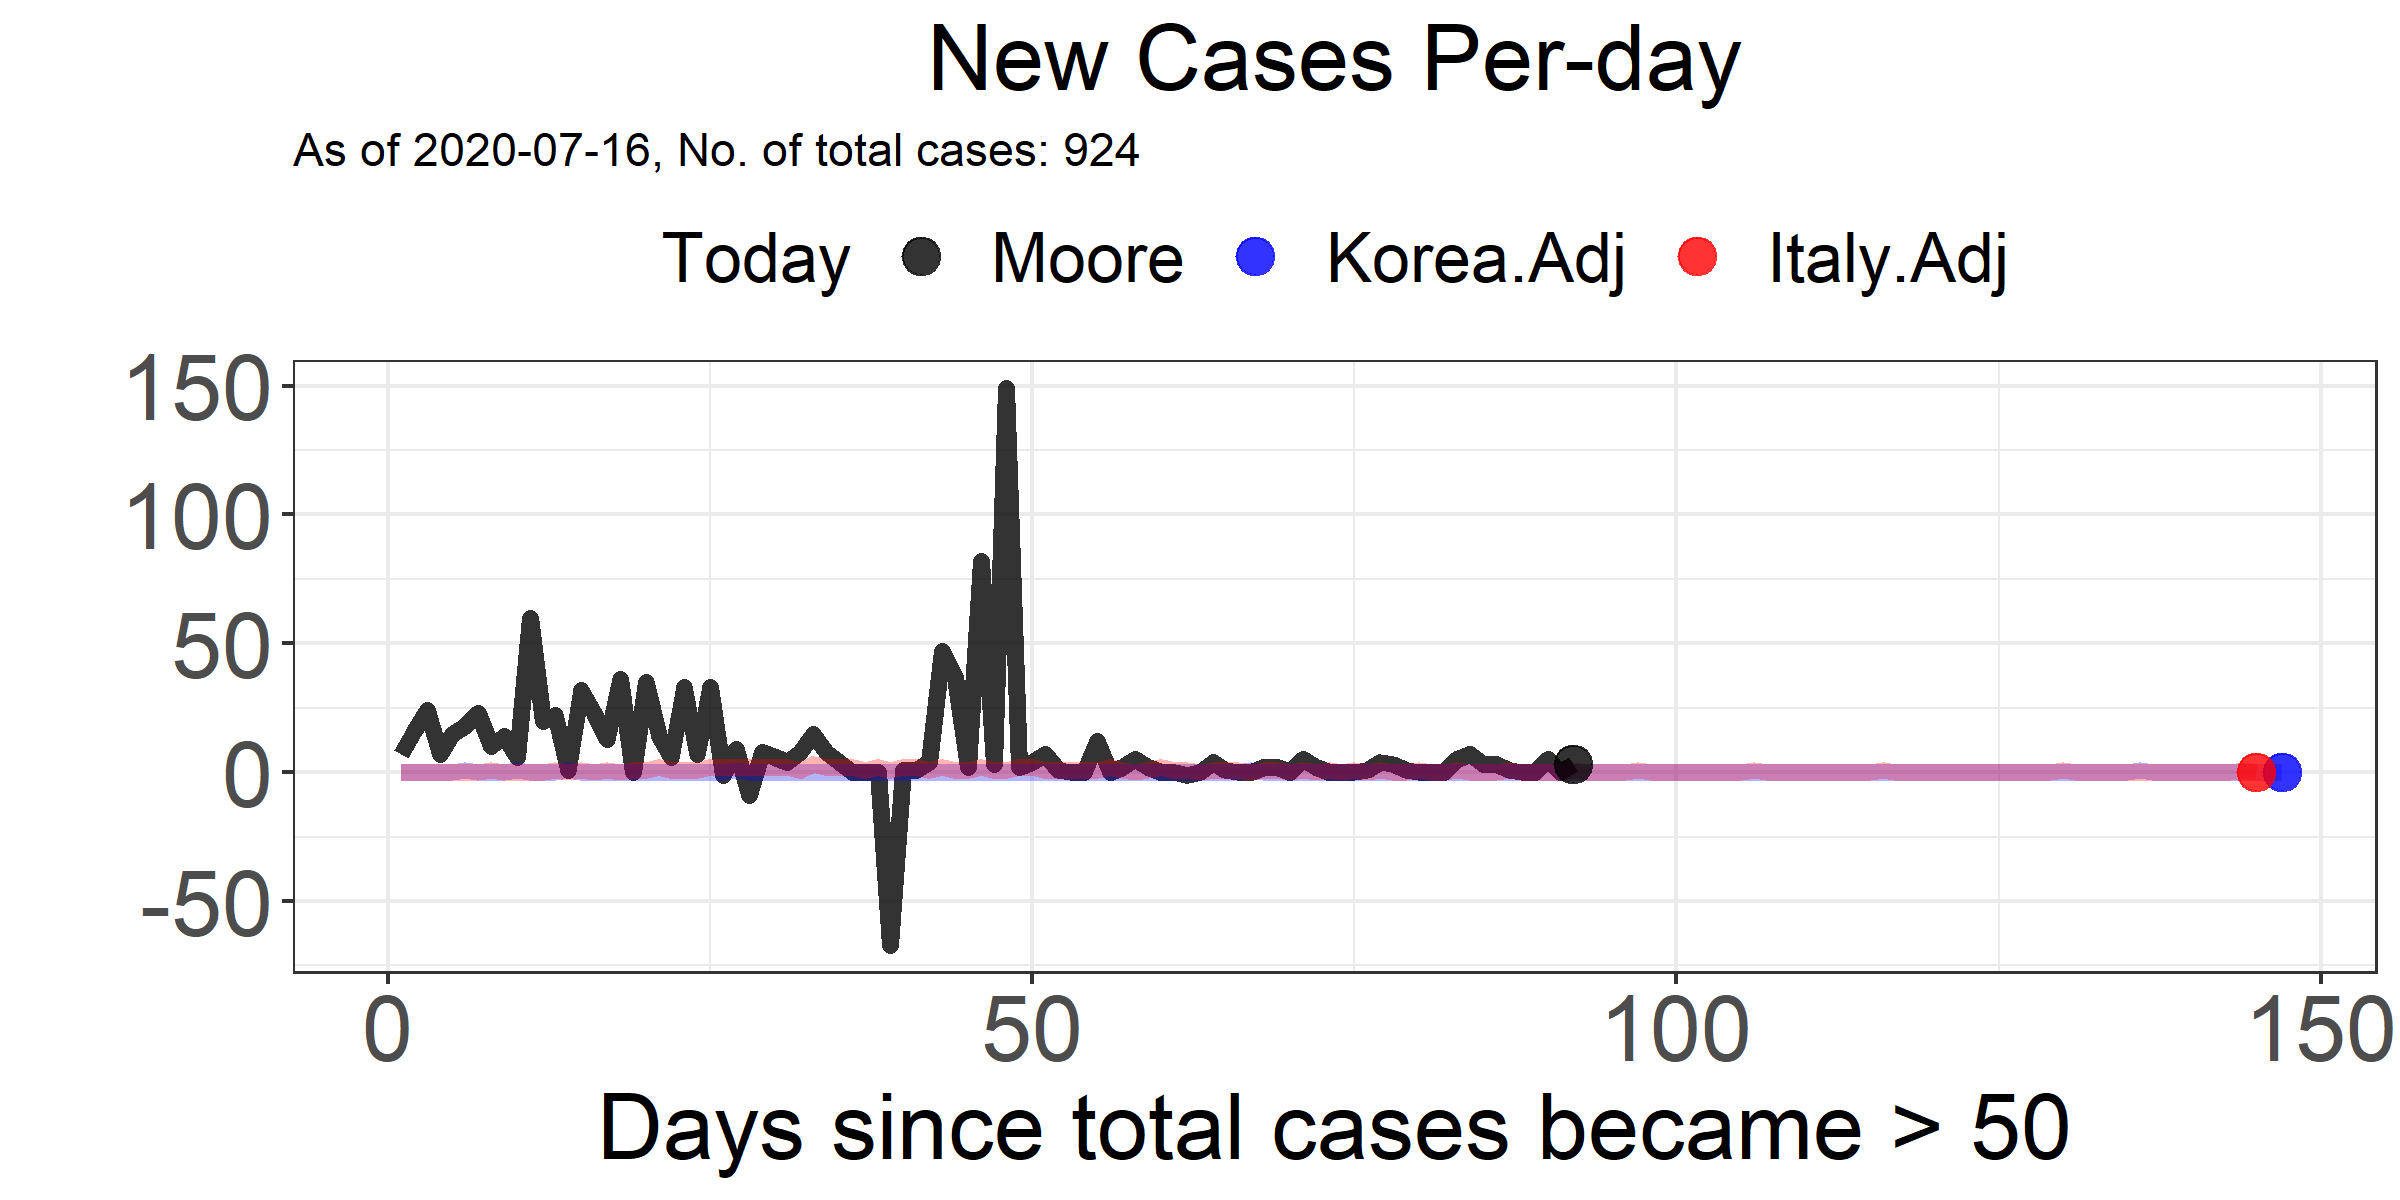 New Cases Per-day
As of 2020-07-16, No. of total cases: 924
Today Moore Korea.Adj Italy.Adj
150
100
50
0
-50
0 50 100 150
Days since total cases became > 50